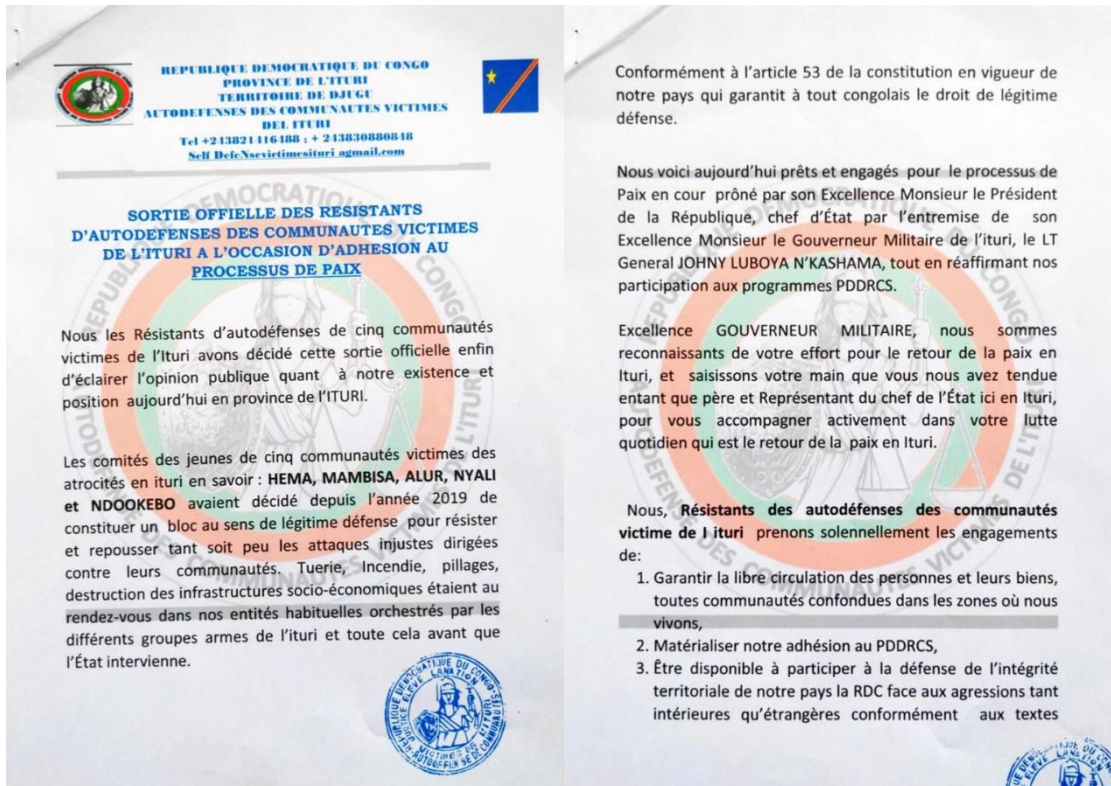 REPUBLIQUE DEMOCRATIQUE DU CONGO
PROVINCE DE L'ITURI
TERRITOIRE DE DJUGU
AUTODEFENSES DES COMMUNAUTES VICTIMES
DEL ITURI
Tel +243821416488 ; + 243830880848
Self DefeNsevictimesituri agmail.com
SORTIE OFFIELLE DES RESISTANTS
D'AUTODEFENSES DES COMMUNAUTES VICTIMES
DE L'ITURI A L'OCCASION D'ADHESION AU
PROCESSUS DE PAIX
Nous les Résistants d'autodéfenses de cinq communautés
victimes de l'Ituri avons décidé cette sortie officielle enfin
d'éclairer l'opinion publique quant à notre existence et
position aujourd'hui en province de l'ITURI.
Les comités des jeunes de cinq communautés victimes des
atrocités en ituri en savoir : HEMA, MAMBISA, ALUR, NYALI
et NDOOKEBO avaient décidé depuis l'année 2019 de
constituer un bloc au sens de légitime défense pour résister
et repousser tant soit peu les attaques injustes dirigées
contre leurs communautés. Tuerie, Incendie, pillages,
destruction des infrastructures socio-économiques étaient au
rendez-vous dans nos entités habituelles orchestrés par les
différents groupes armes de l'ituri et toute cela avant que
l'État intervienne.
Conformément à l'article 53 de la constitution en vigueur de
notre pays qui garantit à tout congolais le droit de légitime
défense.
Nous voici aujourd'hui prêts et engagés pour le processus de
Paix en cour prôné par son Excellence Monsieur le Président
de la République, chef d'État par l'entremise de son
Excellence Monsieur le Gouverneur Militaire de l'ituri, le LT
General JOHNY LUBOYA N'KASHAMA, tout en réaffirmant nos
participation aux programmes PDDRCS.
Excellence GOUVERNEUR MILITAIRE, nous sommes
reconnaissants de votre effort pour le retour de la paix en
Ituri, et saisissons votre main que vous nous avez tendue
entant que père et Représentant du chef de l'État ici en Ituri,
pour vous accompagner activement dans votre lutte
quotidien qui est le retour de la paix en Ituri.
Nous, Résistants des autodéfenses des communautés
victime de l ituri prenons solennellement les engagements
de:
1. Garantir la libre circulation des personnes et leurs biens,
toutes communautés confondues dans les zones où nous
vivons,
2. Matérialiser notre adhésion au PDDRCS,
3. Être disponible à participer à la défense de l'intégrité
territoriale de notre pays la RDC face aux agressions tant
intérieures qu'étrangères conformément aux textes